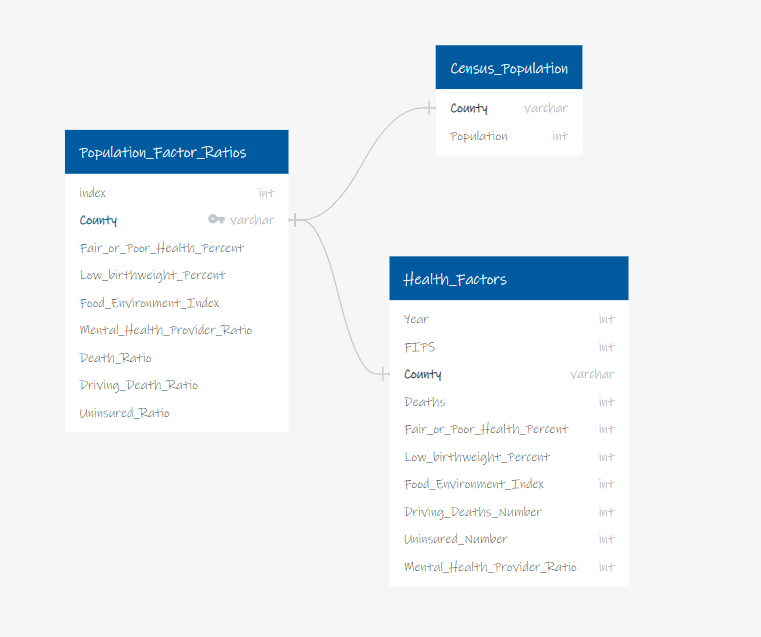 Census_Population
County varchar
Population int
Population_Factor_Ratios
index int
County varchar
Fair_or_Poor_Health_Percent
Low_birthweight_Percent
Food_Environment_Index
Mental_Health_Provider_Ratio
Death_Ratio
Driving_Death_Ratio
Uninsured_Ratio
Health_Factors
Year int
FIPS int
County varchar
Deaths int
Fair_or_Poor_Health_Percent int
Low_birthweight_Percent int
Food_Environment_Index int
Driving_Deaths_Number int
Uninsured_Number int
Mental_Health_Provider_Ratio int